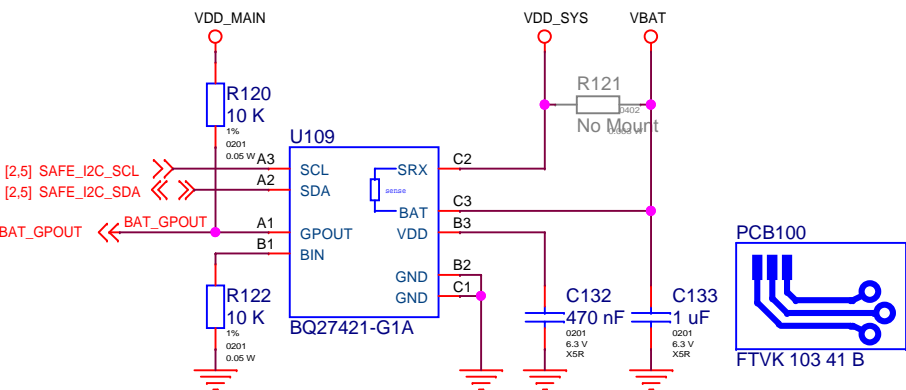 VDD_MAIN
VDD_SYS
VBAT
R120
10 K
1%
0201
0.05 W
R121
0402
No Mount
U109
[2,5] SAFE_I2C_SCL
A3
SCL
SRX
C2
[2,5] SAFE_I2C_SDA
A2
SDA
sense
BAT
C3
BAT_GPOUT
BAT_GPOUT
A1
GPOUT
VDD
B3
B1
BIN
GND
B2
GND
C1
BQ27421-G1A
R122
10 K
1%
0201
0.05 W
C132
470 nF
0201
6.3 V
X5R
C133
1 uF
0201
6.3 V
X5R
PCB100
FTVK 103 41 B